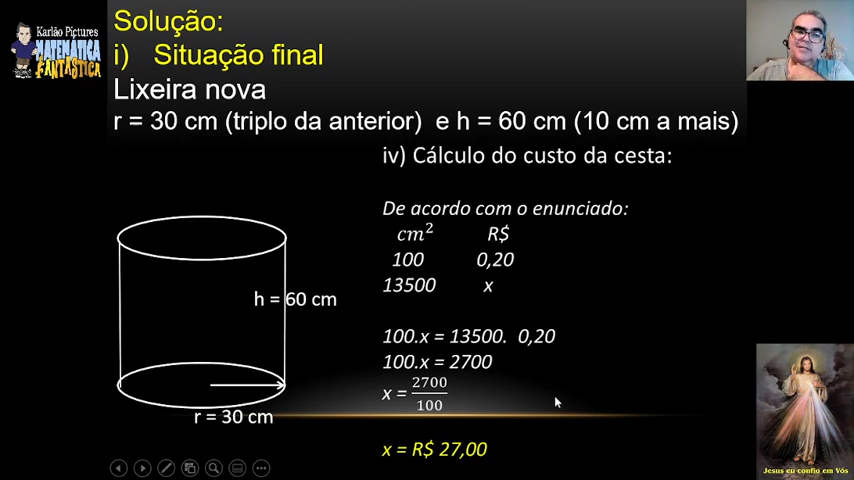 Karlão Pictures
MATEMÁTICA
FANTÁSTICA
Solução:
i) Situação final
Lixeira nova
r = 30 cm (triplo da anterior) e h = 60 cm (10 cm a mais)
iv) Cálculo do custo da cesta:
De acordo com o enunciado:
cm² R$
100 0,20
13500 x
100.x = 13500. 0,20
100.x = 2700
x = 2700/100
x = R$ 27,00
h = 60 cm
r = 30 cm
Jesus eu confio em Vós